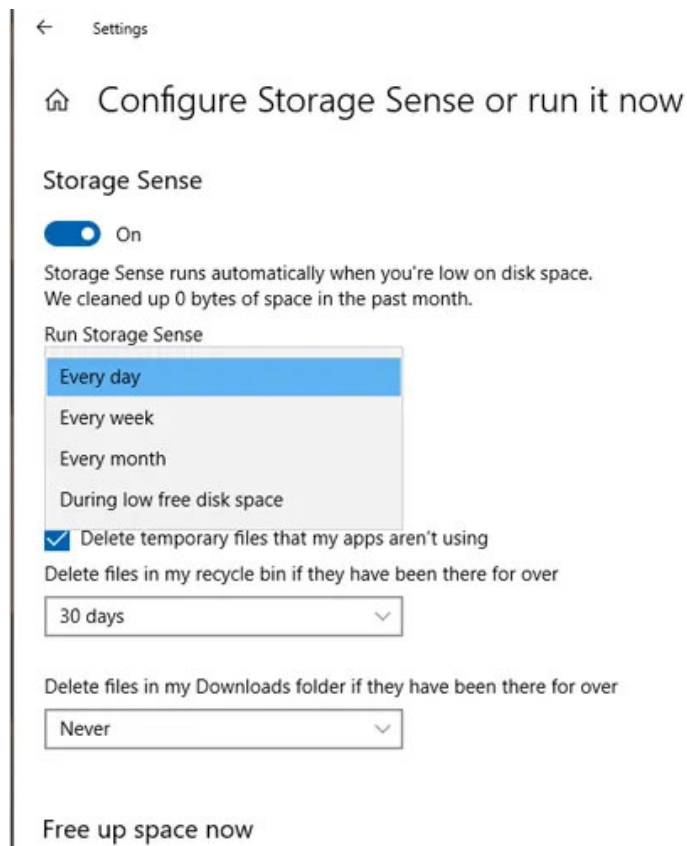 Settings
Configure Storage Sense or run it now
Storage Sense
On
Storage Sense runs automatically when you're low on disk space.
We cleaned up 0 bytes of space in the past month.
Run Storage Sense
Every day
Every week
Every month
During low free disk space
Delete temporary files that my apps aren't using
Delete files in my recycle bin if they have been there for over
30 days
Delete files in my Downloads folder if they have been there for over
Never
Free up space now